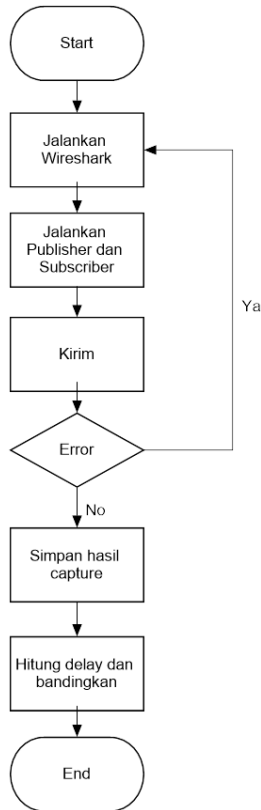 Start
Jalankan
Wireshark
Jalankan
Publisher dan
Subscriber
Ya
Kirim
Error
No
Simpan hasil
capture
Hitung delay dan
bandingkan
End